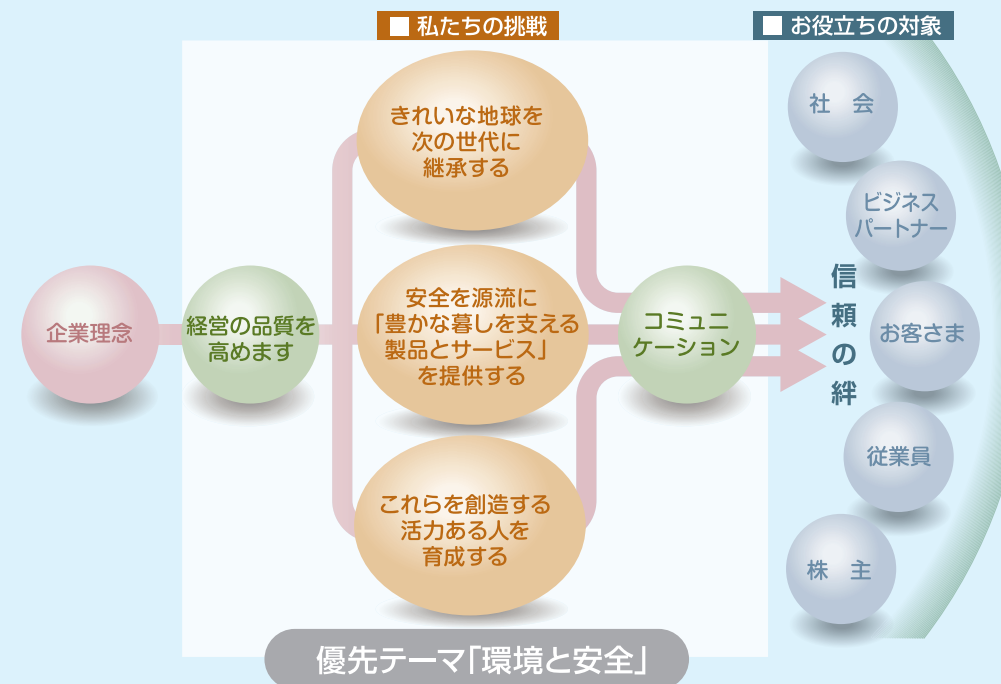 ■ 私たちの挑戦
■ お役立ちの対象
企業理念
経営の品質を
高めます
きれいな地球を
次の世代に
継承する
安全を源流に
「豊かな暮しを支える
製品とサービス」
を提供する
これらを創造する
活力ある人を
育成する
コミュニ
ケーション
信頼の絆
社　会
ビジネス
パートナー
お客さま
従業員
株　主
優先テーマ「環境と安全」